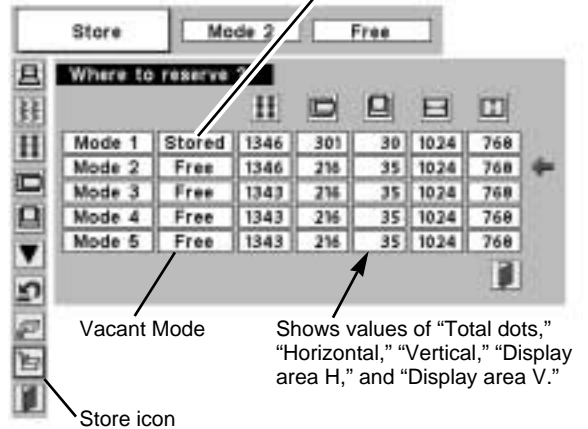 Store Mode 2 Free
Where to reserve ?
Mode 1 Stored 1346 301 30 1024 768
Mode 2 Free 1346 216 35 1024 768
Mode 3 Free 1343 216 35 1024 768
Mode 4 Free 1343 216 35 1024 768
Mode 5 Free 1343 216 35 1024 768
Vacant Mode
Shows values of “Total dots,”
“Horizontal,” “Vertical,” “Display
area H,” and “Display area V.”
Store icon